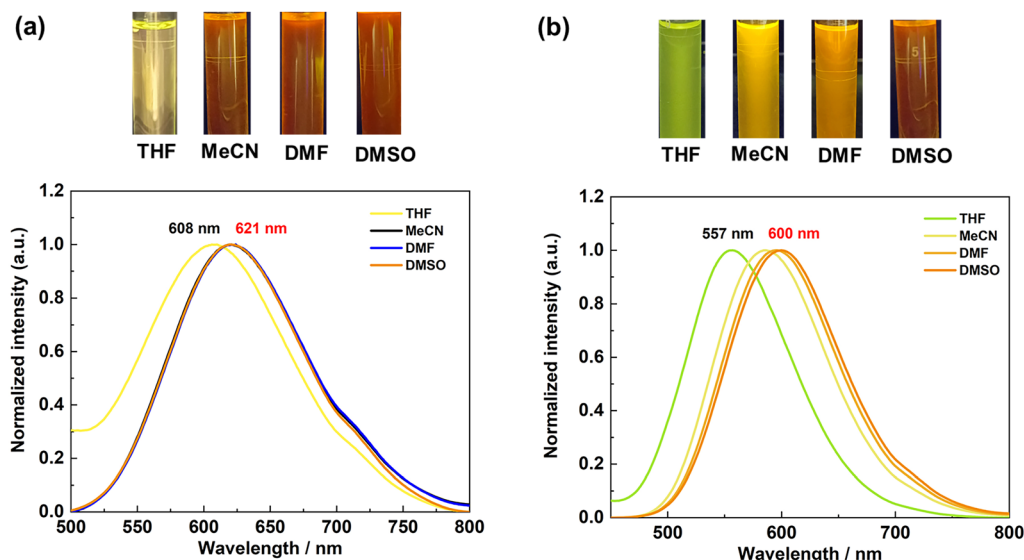 (a)
THF MeCN DMF DMSO
1.2
1.0
0.8
0.6
0.4
0.2
0.0
Normalized intensity (a.u.)
608 nm 621 nm
THF
MeCN
DMF
DMSO
500 550 600 650 700 750 800
Wavelength / nm
(b)
5
THF MeCN DMF DMSO
1.2
1.0
0.8
0.6
0.4
0.2
0.0
Normalized intensity (a.u.)
557 nm 600 nm
THF
MeCN
DMF
DMSO
500 600 700 800
Wavelength / nm